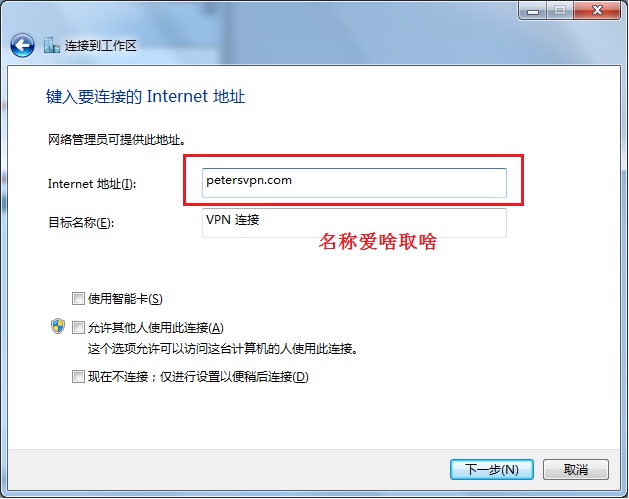 连接到工作区
键入要连接的 Internet 地址
网络管理员可提供此地址。
Internet 地址(I): petersvpn.com
目标名称(E): VPN 连接
名称爱啥取啥
使用智能卡(S)
允许其他人使用此连接(A)
这个选项允许可以访问这台计算机的人使用此连接。
现在不连接；仅进行设置以便稍后连接(D)
下一步(N) 取消